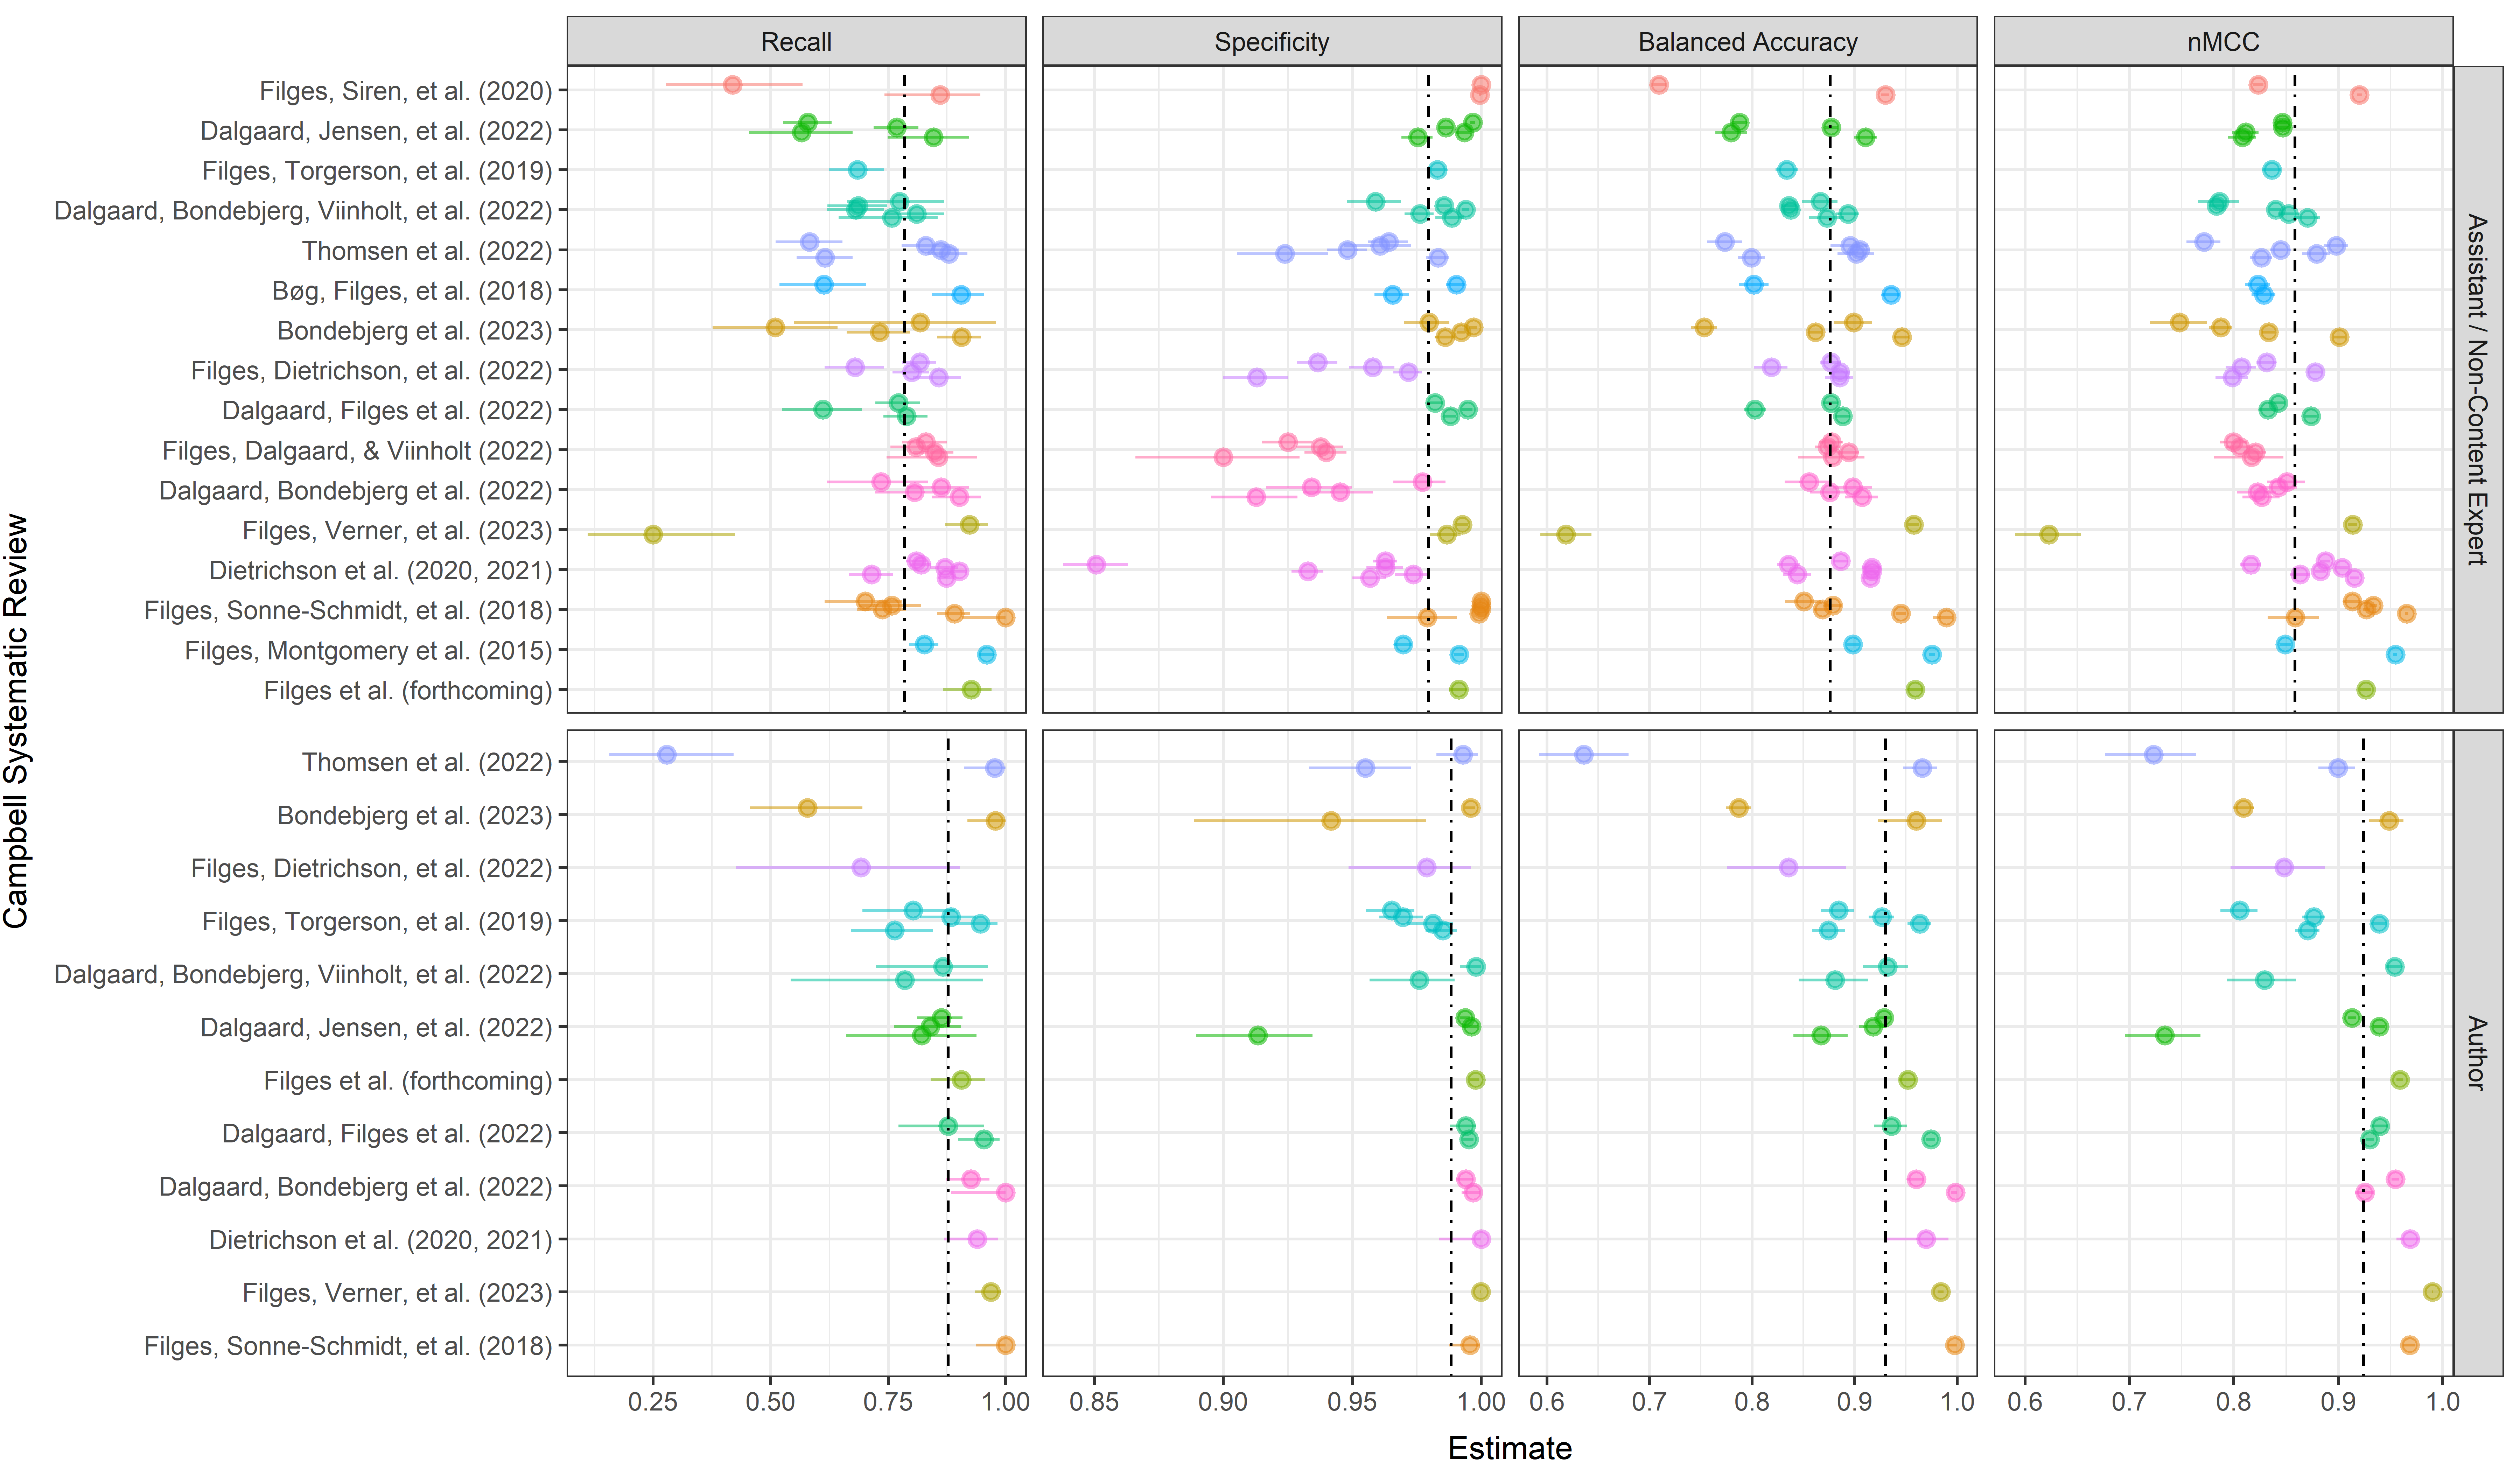 Recall
Specificity
Balanced Accuracy
nMCC
Campbell Systematic Review
Filges, Siren, et al. (2020)
Dalgaard, Jensen, et al. (2022)
Filges, Torgerson, et al. (2019)
Dalgaard, Bondebjerg, Viinholt, et al. (2022)
Thomsen et al. (2022)
Bøg, Filges, et al. (2018)
Bondebjerg et al. (2023)
Filges, Dietrichson, et al. (2022)
Dalgaard, Filges et al. (2022)
Filges, Dalgaard, & Viinholt (2022)
Dalgaard, Bondebjerg et al. (2022)
Filges, Verner, et al. (2023)
Dietrichson et al. (2020, 2021)
Filges, Sonne-Schmidt, et al. (2018)
Filges, Montgomery et al. (2015)
Filges et al. (forthcoming)
Assistant / Non-Content Expert
Thomsen et al. (2022)
Bondebjerg et al. (2023)
Filges, Dietrichson, et al. (2022)
Filges, Torgerson, et al. (2019)
Dalgaard, Bondebjerg, Viinholt, et al. (2022)
Dalgaard, Jensen, et al. (2022)
Filges et al. (forthcoming)
Dalgaard, Filges et al. (2022)
Dalgaard, Bondebjerg et al. (2022)
Dietrichson et al. (2020, 2021)
Filges, Verner, et al. (2023)
Filges, Sonne-Schmidt, et al. (2018)
Author
0.25 0.50 0.75 1.00
0.85 0.90 0.95 1.00
0.6 0.7 0.8 0.9 1.0
0.6 0.7 0.8 0.9 1.0
Estimate